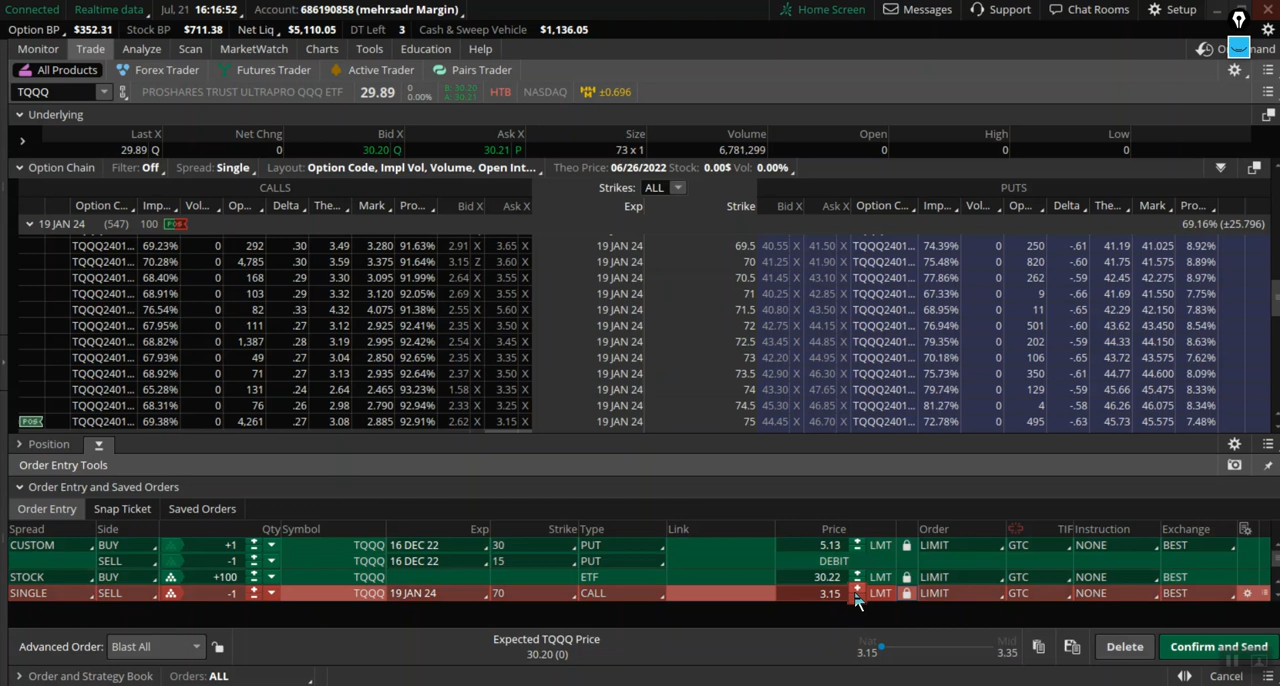 Connected Realtime data Jul, 21 16:16:52 Account: 686190858 (mehrsadr Margin) Home Screen Messages Support Chat Rooms Setup
Option BP $352.31 Stock BP $711.38 Net Liq $5,110.05 DT Left 3 Cash & Sweep Vehicle $1,136.05
Monitor Trade Analyze Scan MarketWatch Charts Tools Education Help
All Products Forex Trader Futures Trader Active Trader Pairs Trader
TQQQ PROSHARES TRUST ULTRAPRO QQQ ETF 29.89 0 0.00% B: 30.20 A: 30.21 HTB NASDAQ ±0.696
Underlying
Last X Net Chng Bid X Ask X Size Volume Open High Low
29.89 Q 0 30.20 Q 30.21 P 73 x 1 6,781,299 0 0 0
Option Chain Filter: Off Spread: Single Layout: Option Code, Impl Vol, Volume, Open Int... Theo Price: 06/26/2022 Stock: 0.00$ Vol: 0.00%
CALLS Strikes: ALL PUTS
Option C... Imp... Vol... Op... Delta The... Mark Pro... Bid X Ask X Exp Strike Bid X Ask X Option C... Imp... Vol... Op... Delta The... Mark Pro...
19 JAN 24 (547) 100 POS 69.16% (±25.796)
TQQQ2401... 69.23% 0 292 .30 3.49 3.280 91.63% 2.91 X 3.65 X 19 JAN 24 69.5 40.55 X 41.50 X TQQQ2401... 74.39% 0 250 -.61 41.19 41.025 8.92%
TQQQ2401... 70.28% 0 4,785 .30 3.59 3.375 91.64% 3.15 Z 3.60 X 19 JAN 24 70 41.25 X 41.90 X TQQQ2401... 75.48% 0 820 -.60 41.75 41.575 8.89%
TQQQ2401... 68.40% 0 168 .29 3.30 3.095 91.99% 2.64 X 3.55 X 19 JAN 24 70.5 41.45 X 43.10 X TQQQ2401... 77.86% 0 262 -.59 42.45 42.275 8.97%
TQQQ2401... 68.91% 0 103 .29 3.32 3.120 92.05% 2.69 X 3.55 X 19 JAN 24 71 40.25 X 42.85 X TQQQ2401... 67.33% 0 9 -.66 41.69 41.550 7.75%
TQQQ2401... 76.54% 0 82 .33 4.32 4.075 91.38% 2.55 X 5.60 X 19 JAN 24 71.5 40.80 X 43.50 X TQQQ2401... 68.95% 0 11 -.65 42.29 42.150 7.83%
TQQQ2401... 67.95% 0 111 .27 3.12 2.925 92.41% 2.35 X 3.50 X 19 JAN 24 72 42.75 X 44.15 X TQQQ2401... 76.94% 0 501 -.60 43.62 43.450 8.54%
TQQQ2401... 68.82% 0 1,387 .28 3.19 2.995 92.42% 2.54 X 3.45 X 19 JAN 24 72.5 43.45 X 44.85 X TQQQ2401... 79.35% 0 202 -.59 44.33 44.150 8.63%
TQQQ2401... 67.93% 0 49 .27 3.04 2.850 92.65% 2.35 X 3.35 X 19 JAN 24 73 42.20 X 44.95 X TQQQ2401... 70.18% 0 106 -.65 43.72 43.575 7.62%
TQQQ2401... 68.92% 0 71 .27 3.13 2.935 92.64% 2.37 X 3.50 X 19 JAN 24 73.5 42.90 X 46.30 X TQQQ2401... 75.73% 0 350 -.61 44.77 44.600 8.09%
TQQQ2401... 65.28% 0 131 .24 2.64 2.465 93.23% 1.58 X 3.35 X 19 JAN 24 74 43.30 X 47.65 X TQQQ2401... 79.74% 0 129 -.59 45.66 45.475 8.33%
TQQQ2401... 68.31% 0 76 .26 2.98 2.790 92.94% 2.33 X 3.25 X 19 JAN 24 74.5 45.30 X 46.85 X TQQQ2401... 81.27% 0 4 -.58 46.26 46.075 8.34%
POS TQQQ2401... 69.38% 0 4,261 .27 3.08 2.885 92.91% 2.62 X 3.15 X 19 JAN 24 75 44.45 X 46.70 X TQQQ2401... 72.78% 0 495 -.63 45.73 45.575 7.48%
Position
Order Entry Tools
Order Entry and Saved Orders
Order Entry Snap Ticket Saved Orders
Spread Side Qty Symbol Exp Strike Type Link Price Order TIF Instruction Exchange
CUSTOM BUY +1 TQQQ 16 DEC 22 30 PUT 5.13 LMT LIMIT GTC NONE BEST
SELL -1 TQQQ 16 DEC 22 15 PUT DEBIT
STOCK BUY +100 TQQQ ETF 30.22 LMT LIMIT GTC NONE BEST
SINGLE SELL -1 TQQQ 19 JAN 24 70 CALL 3.15 LMT LIMIT GTC NONE BEST
Advanced Order: Blast All Expected TQQQ Price 30.20 (0) Nat 3.15 Mid 3.35 Delete Confirm and Send
Order and Strategy Book Orders: ALL Cancel